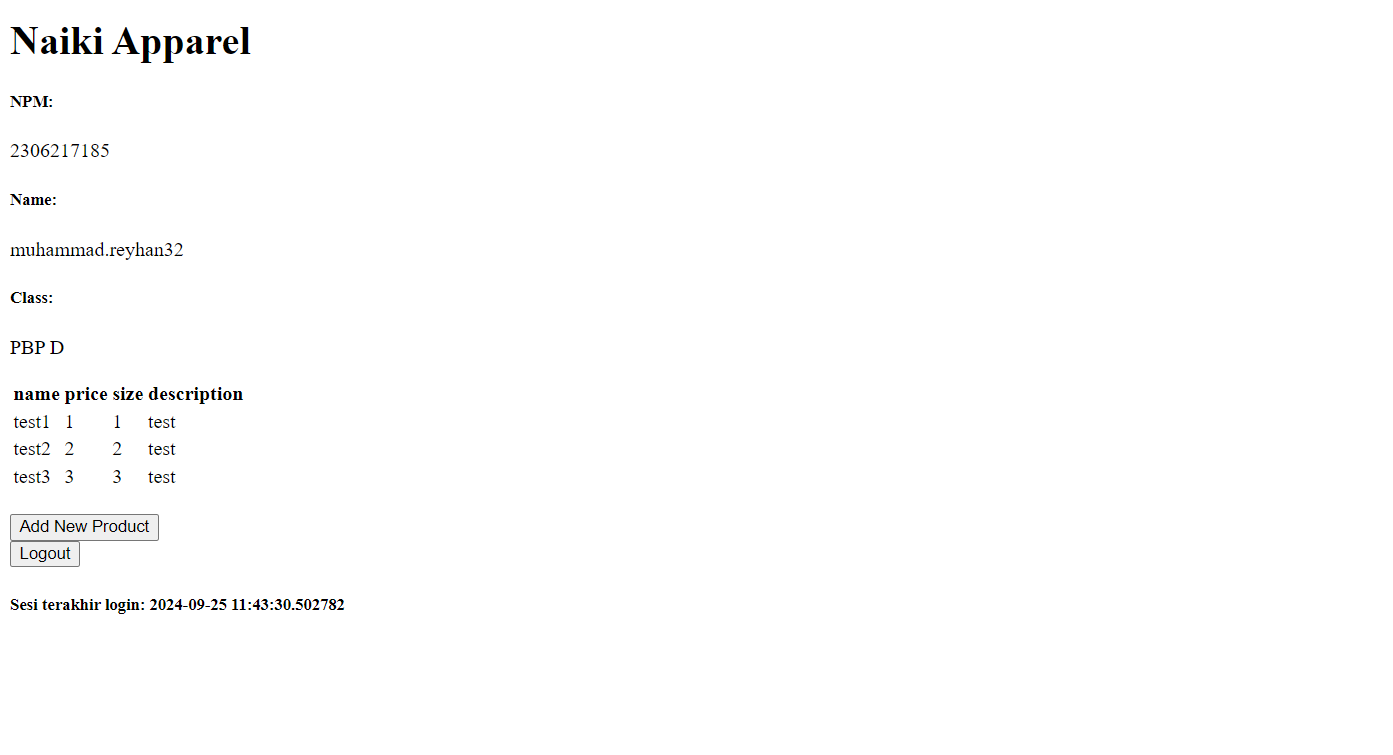 Naiki Apparel
NPM:
2306217185
Name:
muhammad.reyhan32
Class:
PBP D
name price size description
test1 1 1 test
test2 2 2 test
test3 3 3 test
Add New Product
Logout
Sesi terakhir login: 2024-09-25 11:43:30.502782